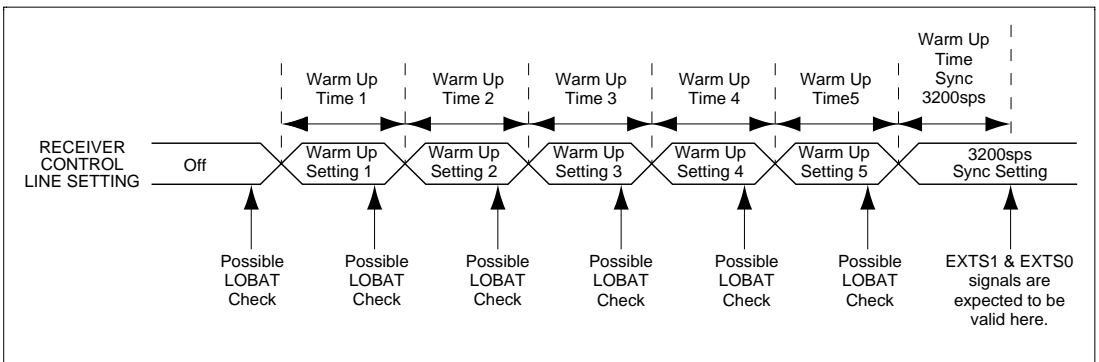 Warm Up
Time
Sync
3200sps
Warm Up
Time 1
Warm Up
Time 2
Warm Up
Time 3
Warm Up
Time 4
Warm Up
Time5
RECEIVER
CONTROL
LINE SETTING
Off
Warm Up
Setting 1
Warm Up
Setting 2
Warm Up
Setting 3
Warm Up
Setting 4
Warm Up
Setting 5
3200sps
Sync Setting
Possible
LOBAT
Check
Possible
LOBAT
Check
Possible
LOBAT
Check
Possible
LOBAT
Check
Possible
LOBAT
Check
Possible
LOBAT
Check
EXTS1 & EXTS0
signals are
expected to be
valid here.